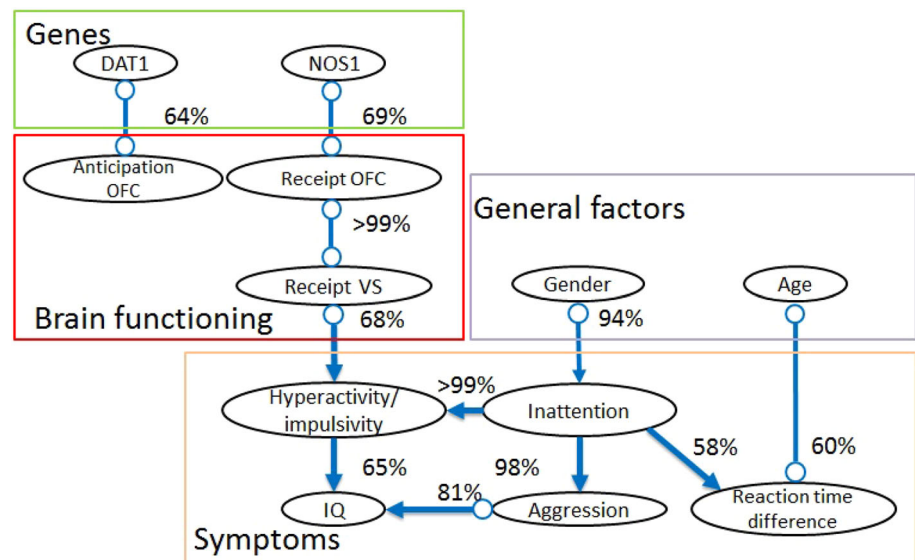 Genes
DAT1
NOS1
64%
69%
Anticipation
OFC
Receipt OFC
General factors
>99%
Receipt VS
Gender
Age
Brain functioning
68%
94%
Hyperactivity/
impulsivity
>99%
Inattention
65%
98%
58%
60%
81%
IQ
Aggression
Reaction time
difference
Symptoms